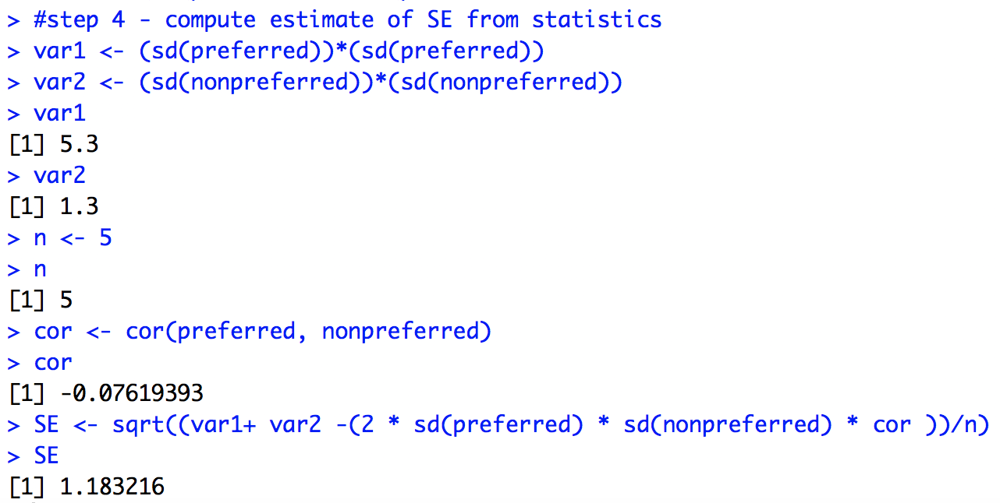 > #step 4 - compute estimate of SE from statistics
> var1 <- (sd(preferred))*(sd(preferred))
> var2 <- (sd(nonpreferred))*(sd(nonpreferred))
> var1
[1] 5.3
> var2
[1] 1.3
> n <- 5
> n
[1] 5
> cor <- cor(preferred, nonpreferred)
> cor
[1] -0.07619393
> SE <- sqrt((var1+ var2 -(2 * sd(preferred) * sd(nonpreferred) * cor ))/n)
> SE
[1] 1.183216